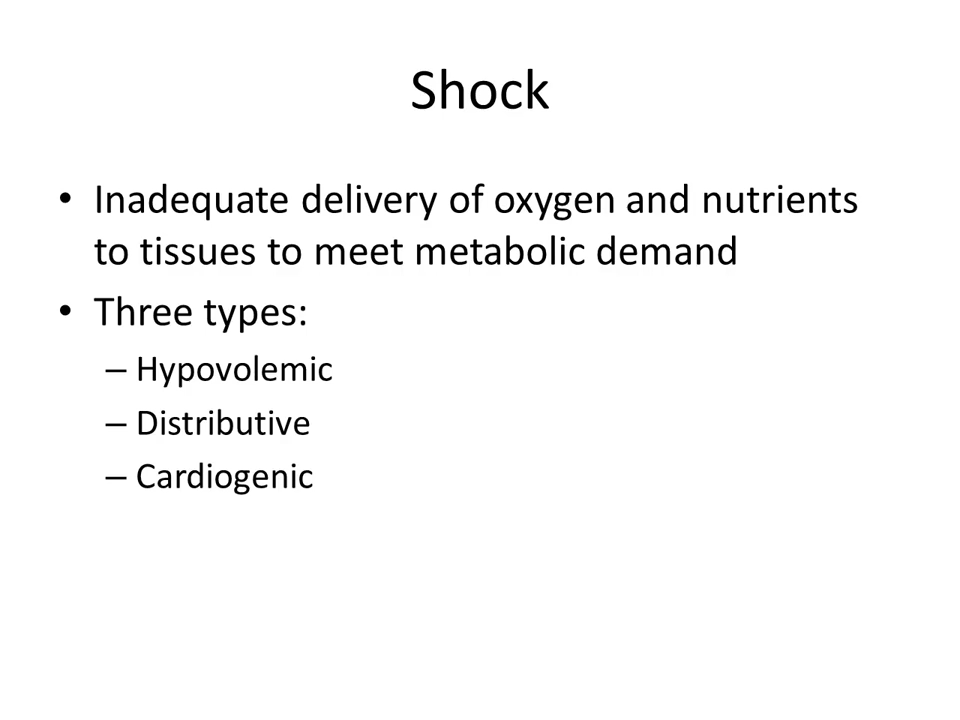 Shock
• Inadequate delivery of oxygen and nutrients
to tissues to meet metabolic demand
• Three types:
– Hypovolemic
– Distributive
– Cardiogenic